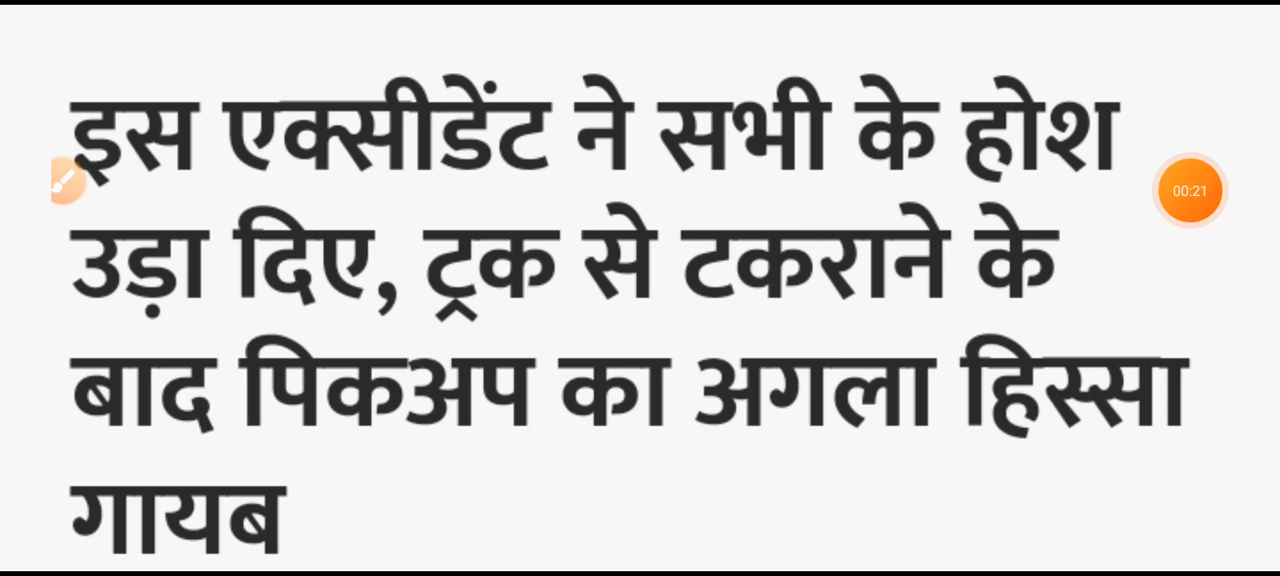 इस एक्सीडेंट ने सभी के होश
00:21
उड़ा दिए, ट्रक से टकराने के
बाद पिकअप का अगला हिस्सा
गायब